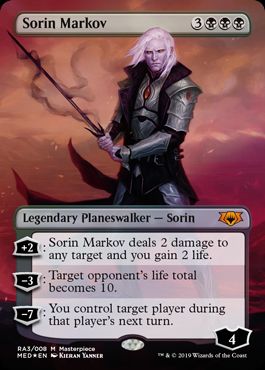 Sorin Markov 3
Legendary Planeswalker — Sorin
+2: Sorin Markov deals 2 damage to
any target and you gain 2 life.
−3: Target opponent's life total
becomes 10.
−7: You control target player during
that player's next turn.
4
RA3/008 M Masterpiece
MED EN KIERAN YANNER
™ & © 2019 Wizards of the Coast